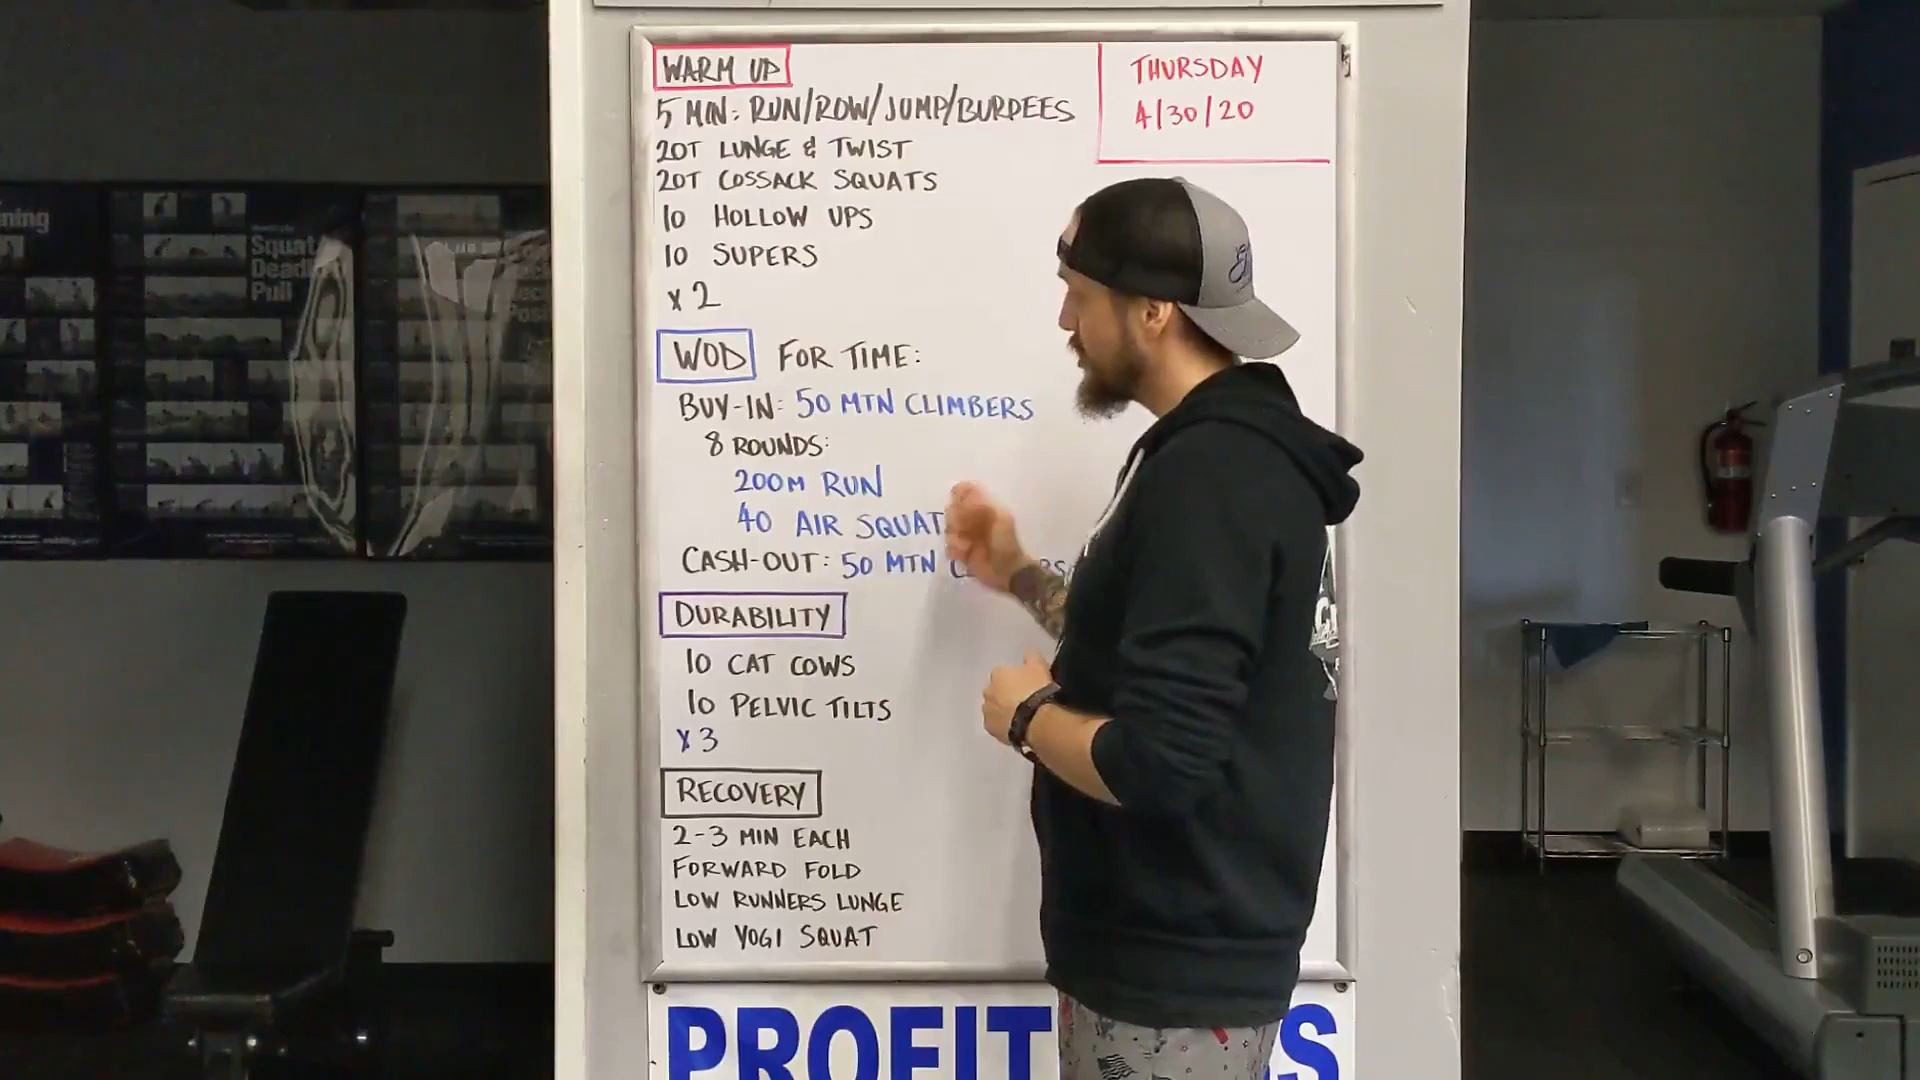 WARM UP
5 MIN: RUN/ROW/JUMP/BURPEES
20T LUNGE & TWIST
20T COSSACK SQUATS
10 HOLLOW UPS
10 SUPERS
x 2
THURSDAY
4/30/20
WOD FOR TIME:
BUY-IN: 50 MTN CLIMBERS
8 ROUNDS:
200M RUN
40 AIR SQUAT
CASH-OUT: 50 MTN
DURABILITY
10 CAT COWS
10 PELVIC TILTS
x 3
RECOVERY
2-3 MIN EACH
FORWARD FOLD
LOW RUNNERS LUNGE
LOW YOGI SQUAT
PROFIT
Squat
Dead
Pull